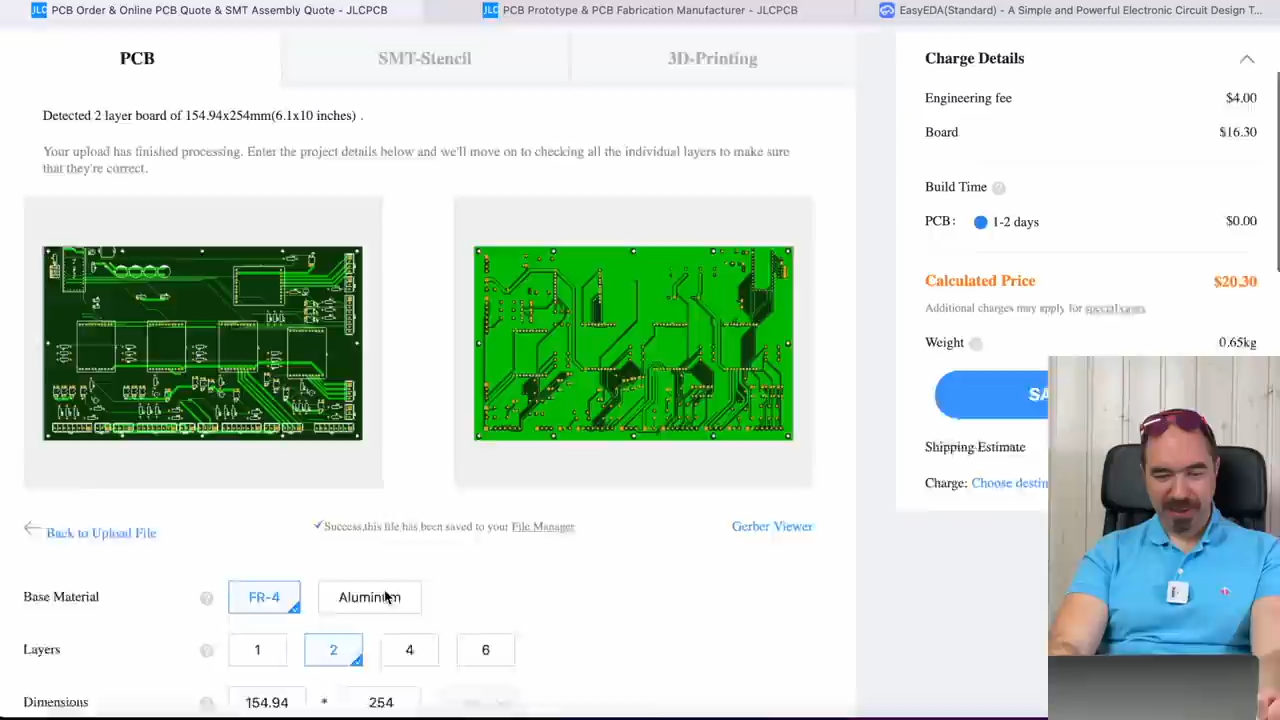 JLC PCB Order & Online PCB Quote & SMT Assembly Quote - JLCPCB
JLC PCB Prototype & PCB Fabrication Manufacturer - JLCPCB
EasyEDA(Standard) - A Simple and Powerful Electronic Circuit Design T...
PCB
SMT-Stencil
3D-Printing
Detected 2 layer board of 154.94x254mm(6.1x10 inches) .
Your upload has finished processing. Enter the project details below and we'll move on to checking all the individual layers to make sure
that they're correct.
Back to Upload File
Success,this file has been saved to your File Manager
Gerber Viewer
Base Material ? FR-4 Aluminum
Layers ? 1 2 4 6
Dimensions ? 154.94 * 254
Charge Details
Engineering fee $4.00
Board $16.30
Build Time ?
PCB: 1-2 days $0.00
Calculated Price $20.30
Additional charges may apply for special cases
Weight 0.65kg
SA
Shipping Estimate
Charge: Choose destin